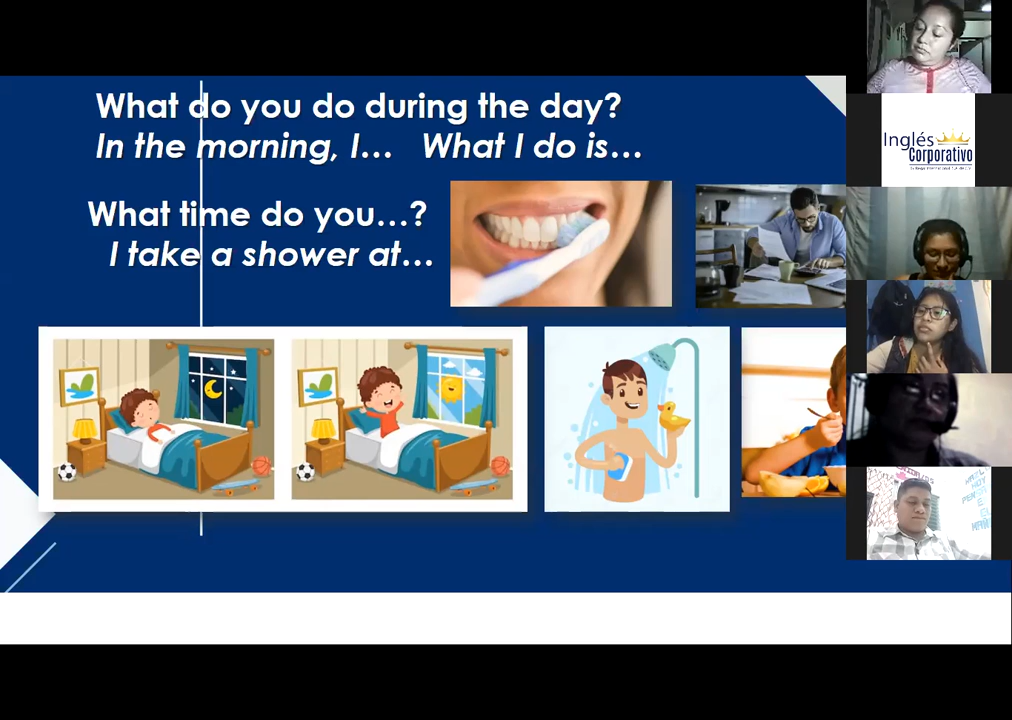 What do you do during the day?
In the morning, I... What I do is...
What time do you...?
I take a shower at...
Inglés
Corporativo